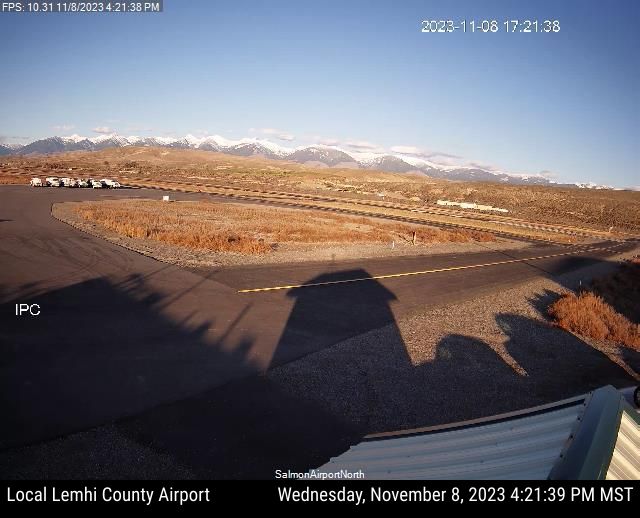 FPS: 10.31 11/8/2023 4:21:38 PM
2023-11-08 17:21:38
IPC
SalmonAirportNorth
Local Lemhi County Airport
Wednesday, November 8, 2023 4:21:39 PM MST